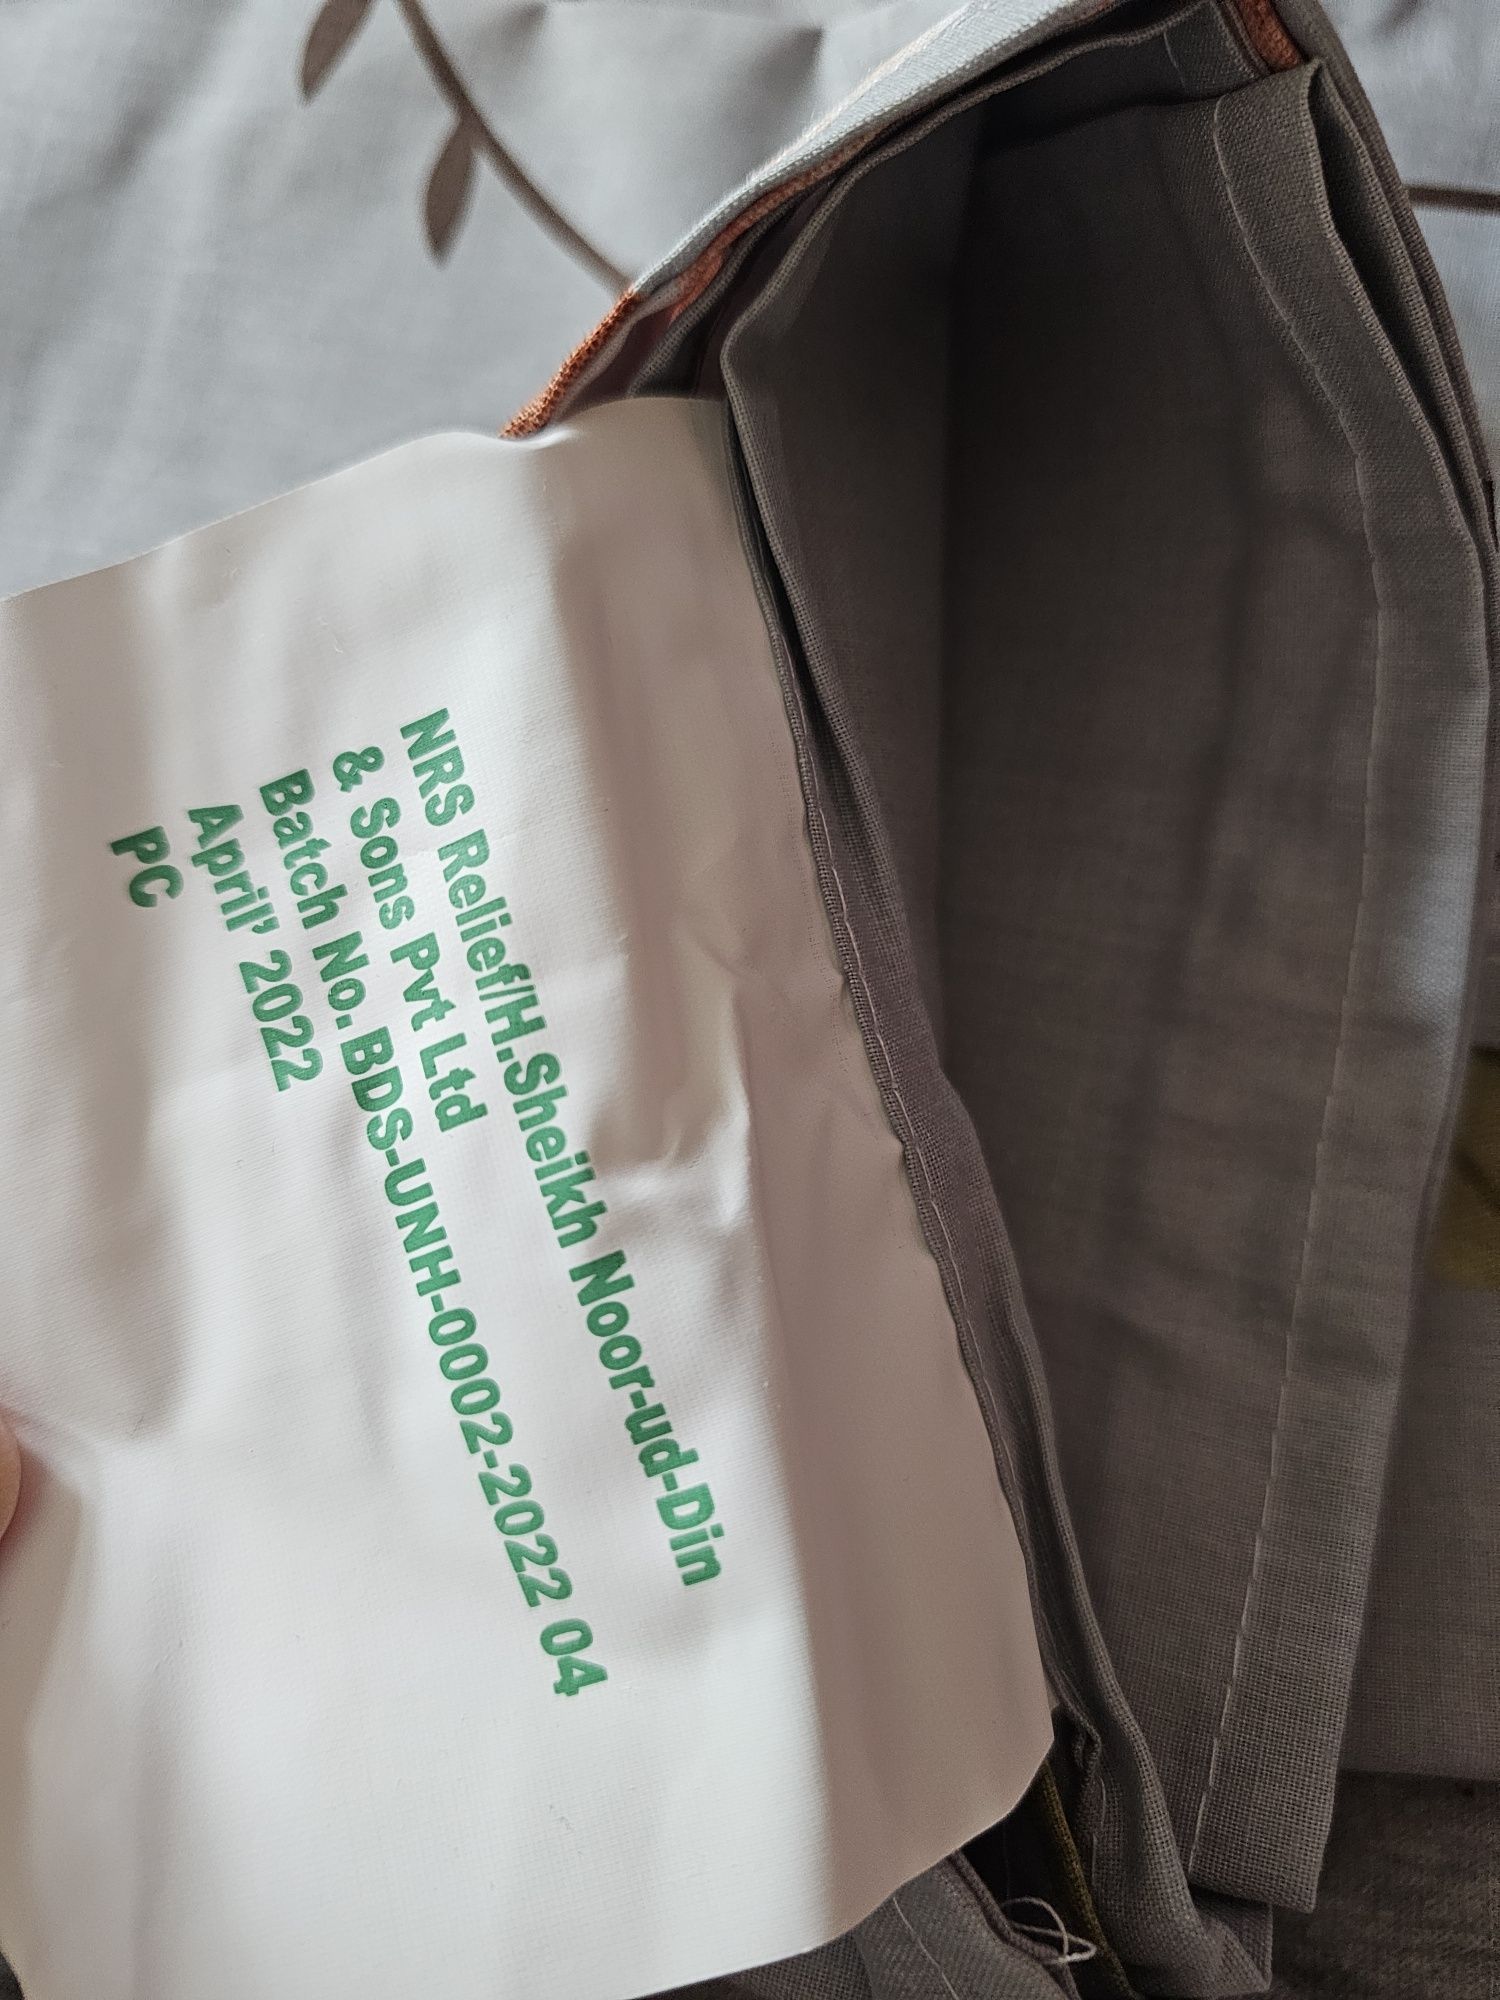 NRS Relief/H.Sheikh Noor-ud-Din
& Sons Pvt Ltd
Batch No. BDS-UNH-0002-2022 04
April' 2022
PC